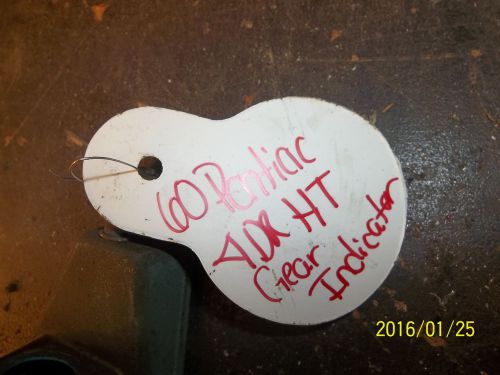 60 Pontiac
4DR HT
Gear
Indicator
2016/01/25